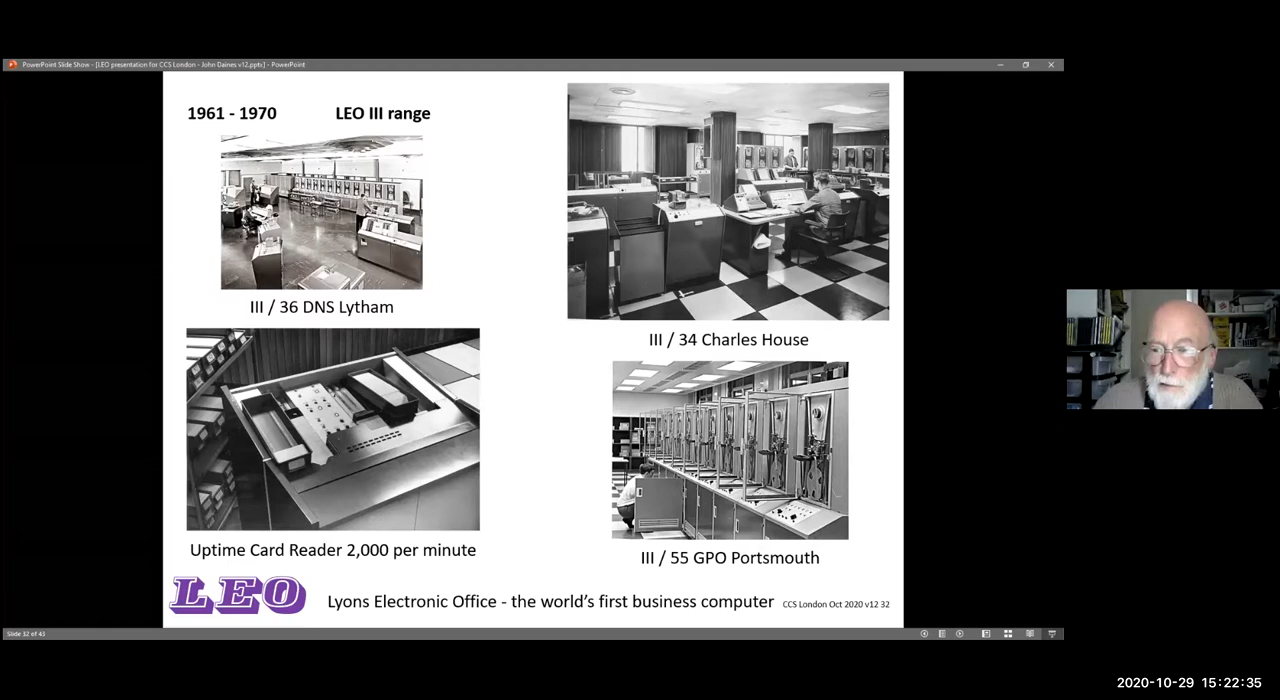 PowerPoint Slide Show - [LEO presentation for CCS London - John Daines v12.pptx] - PowerPoint
1961 - 1970 LEO III range
III / 36 DNS Lytham
III / 34 Charles House
Uptime Card Reader 2,000 per minute
III / 55 GPO Portsmouth
LEO
Lyons Electronic Office - the world's first business computer CCS London Oct 2020 v12 32
Slide 32 of 43
2020-10-29 15:22:35